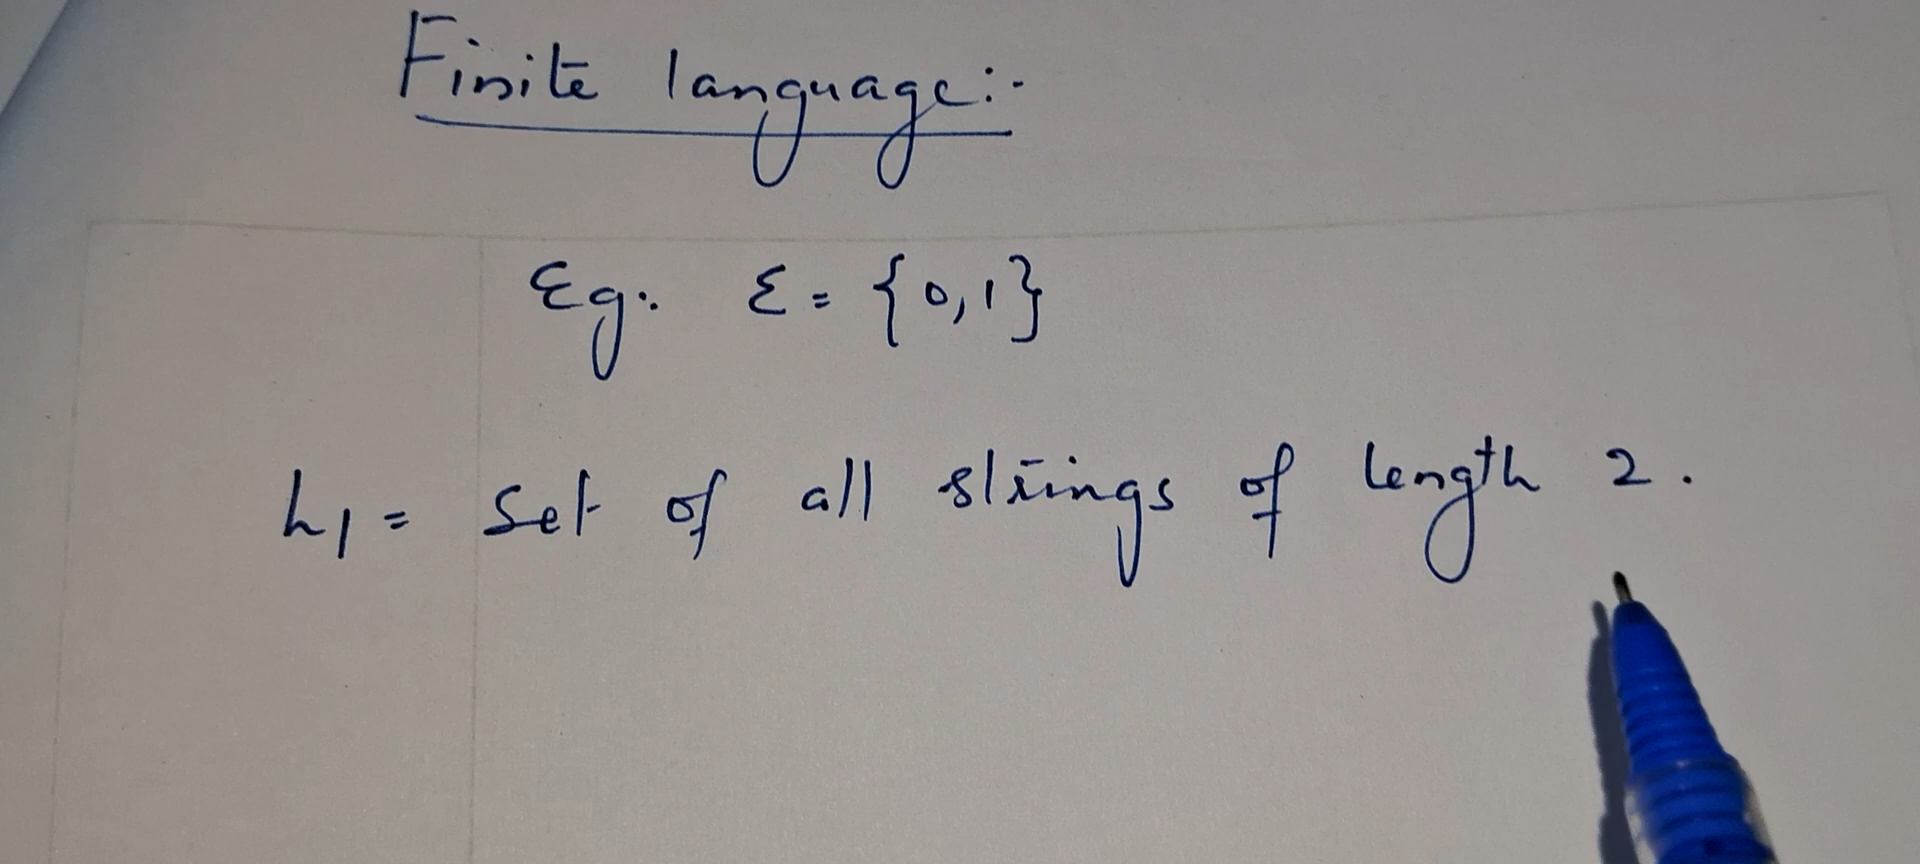 Finite language:-
Eg:. Σ = {0,1}
L1 = Set of all strings of length 2.